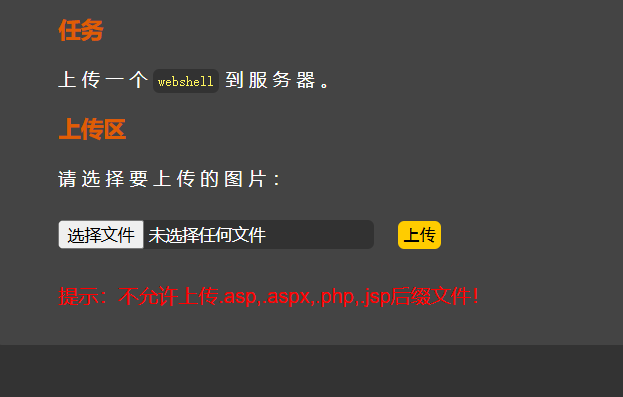 任务
上传一个 webshell 到服务器。
上传区
请选择要上传的图片：
选择文件 未选择任何文件 上传
提示：不允许上传.asp,.aspx,.php,.jsp后缀文件！